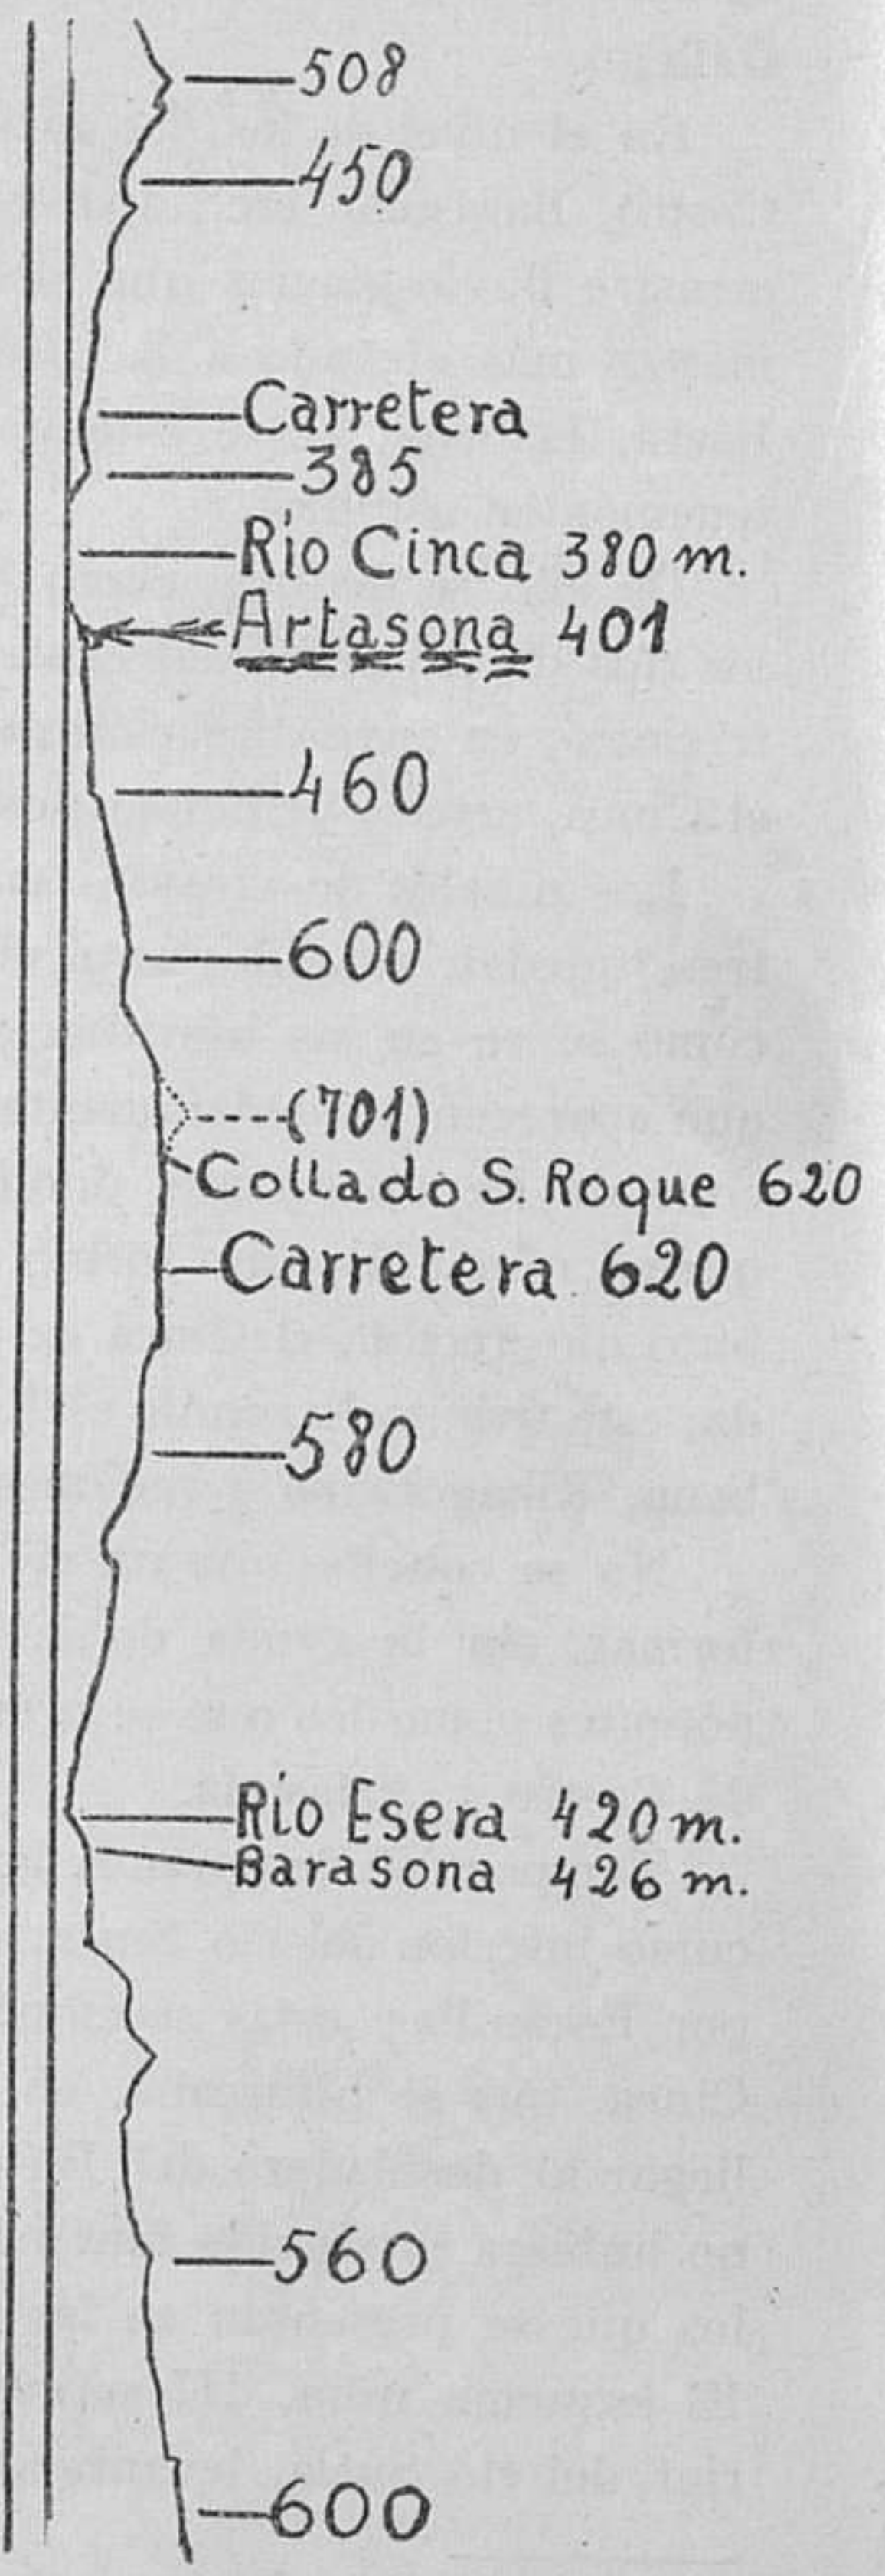 508
450
Carretera
385
Río Cinca 380 m.
Artasona 401
460
600
(701)
Collado S. Roque 620
Carretera 620
580
Río Esera 420 m.
Barasona 426 m.
560
600